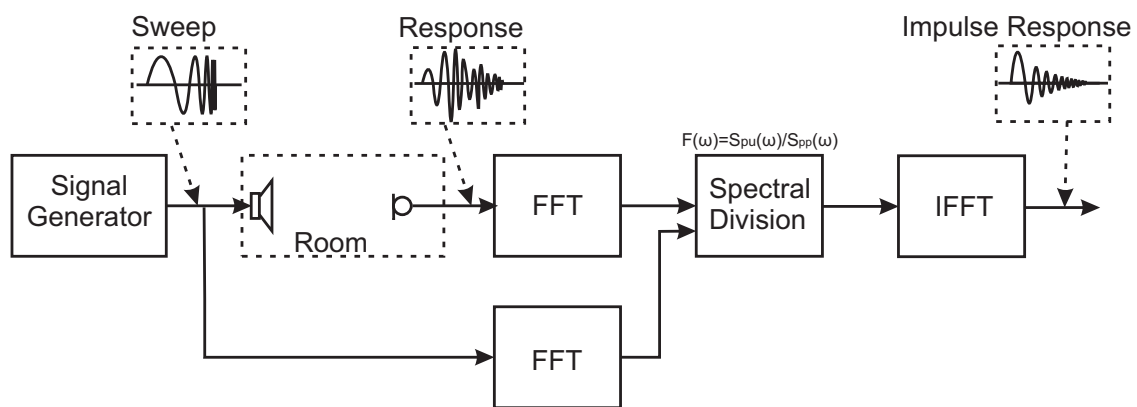 Sweep
Response
Impulse Response
F(ω)=Spu(ω)/Spp(ω)
Signal
Generator
Room
FFT
Spectral
Division
IFFT
FFT